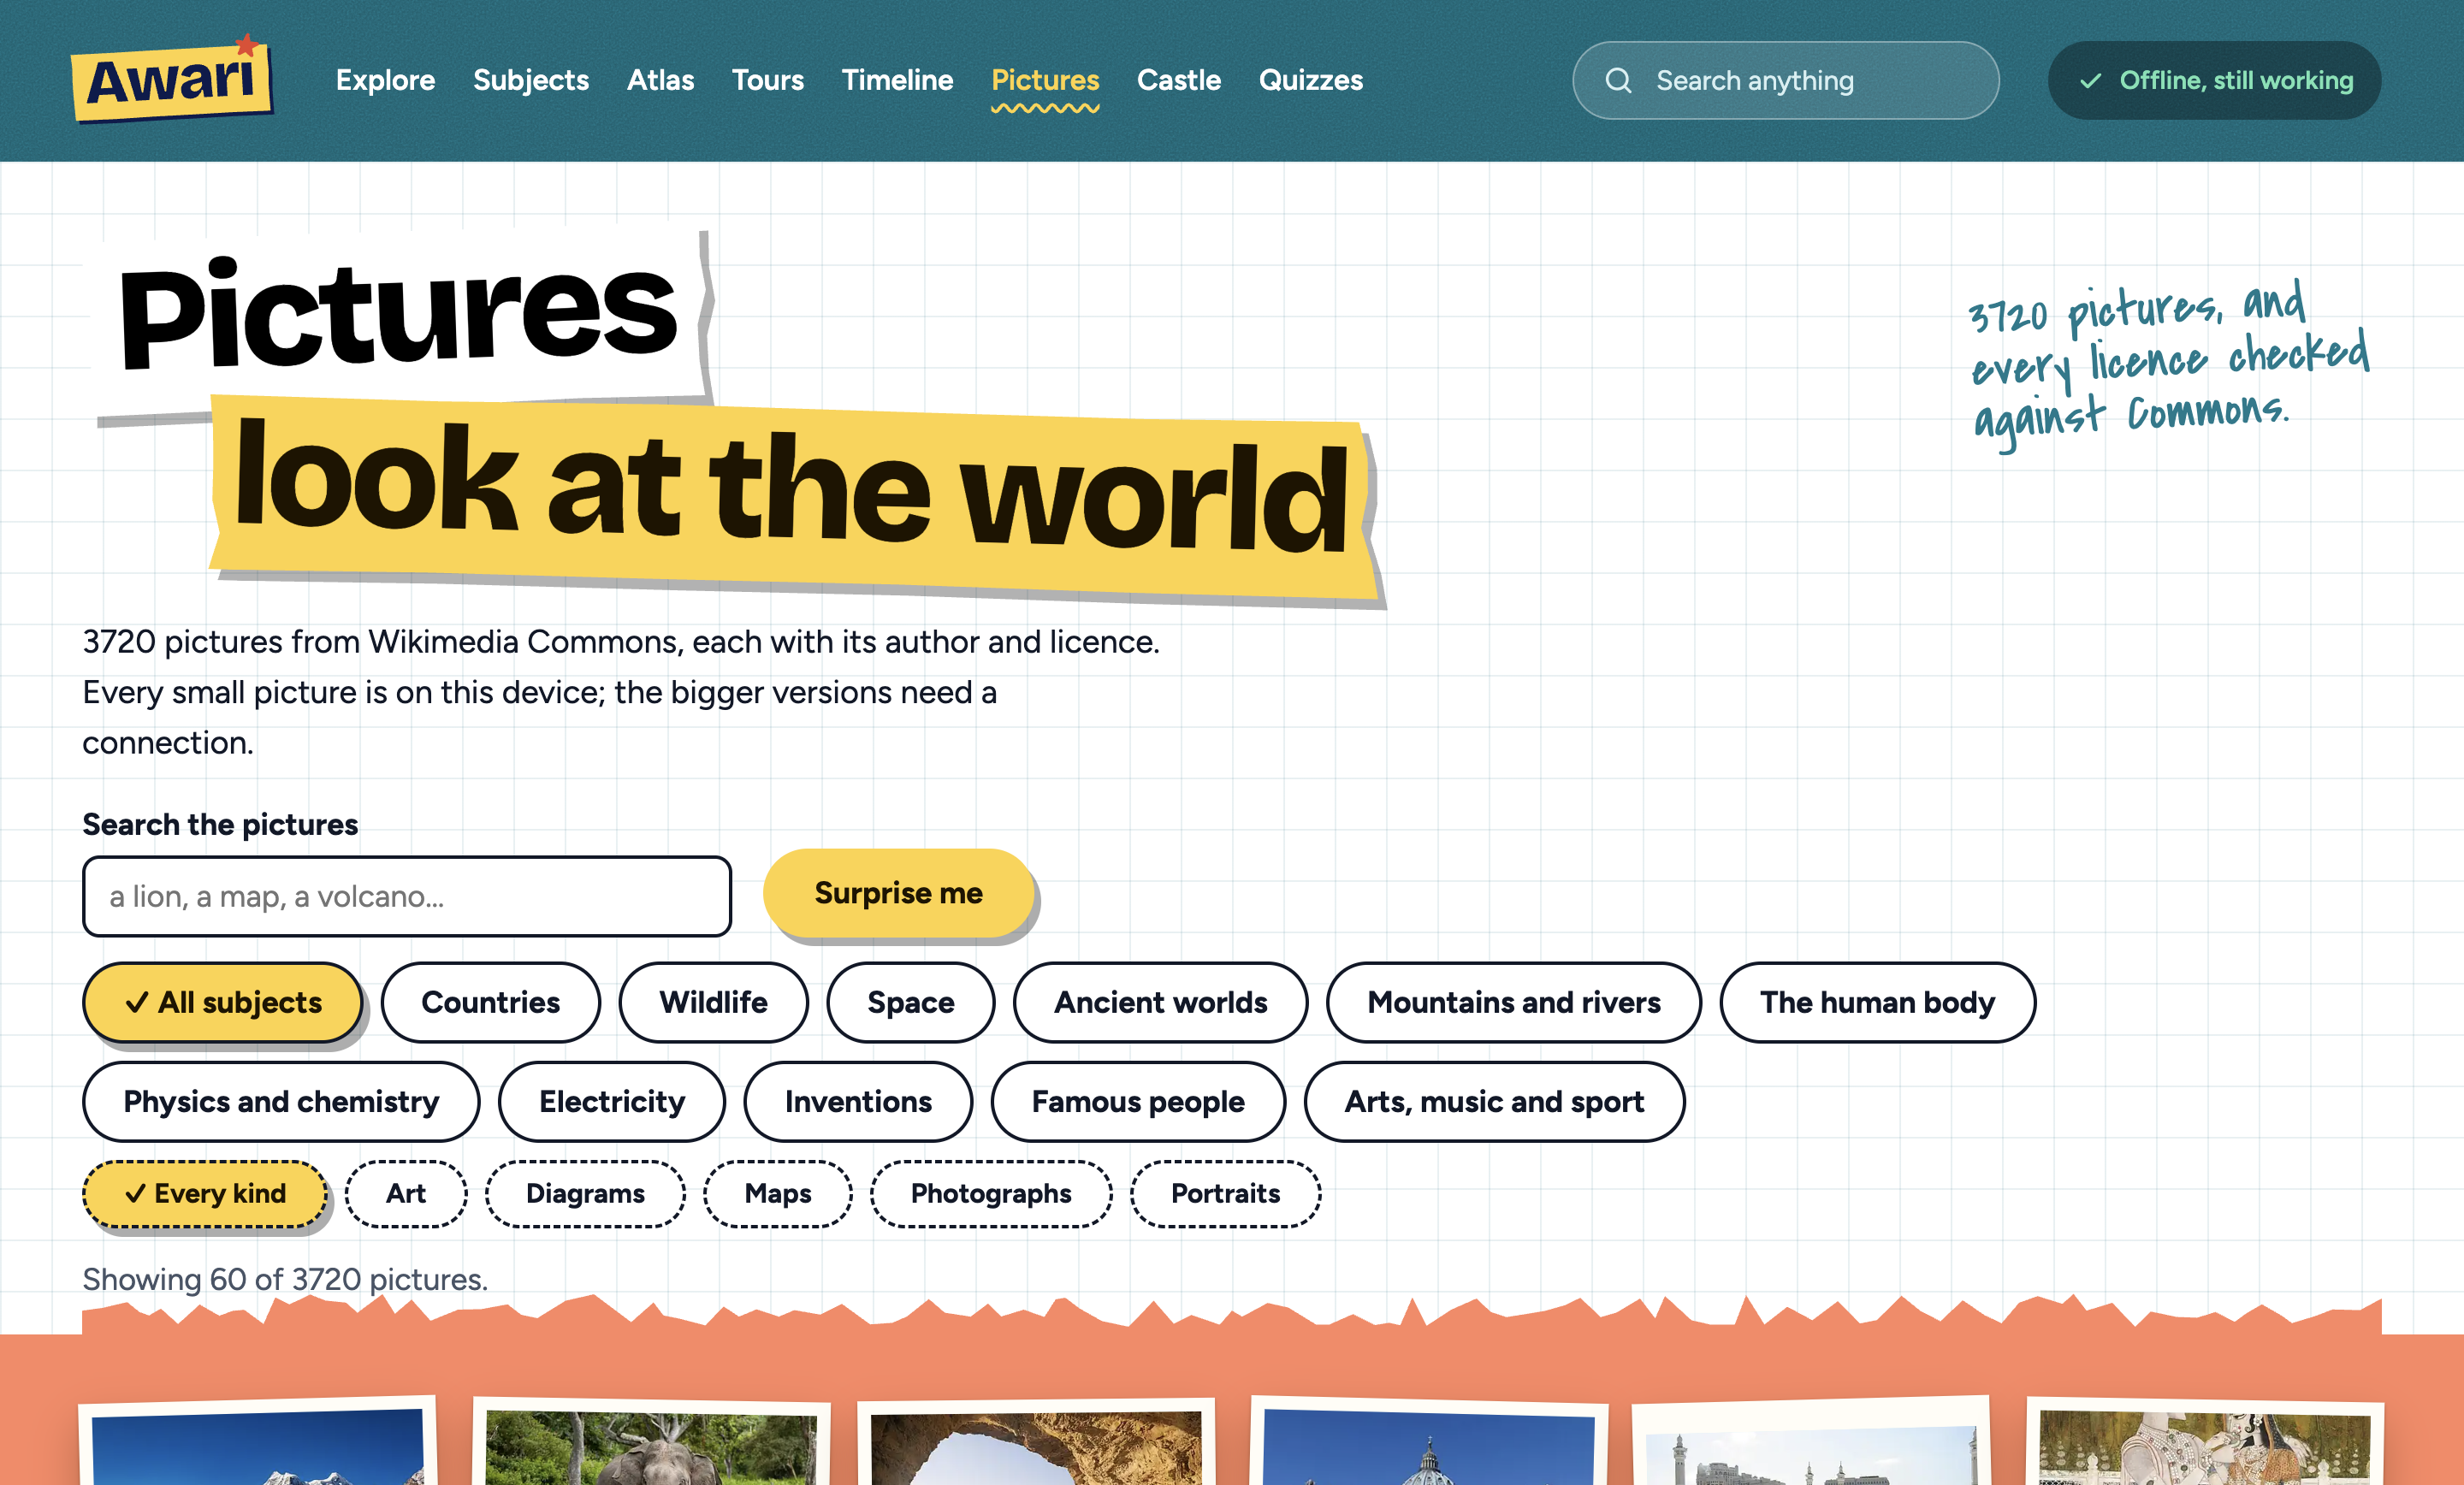 Awari
Explore Subjects Atlas Tours Timeline Pictures Castle Quizzes
Search anything
Offline, still working
Pictures
look at the world
3720 pictures, and
every licence checked
against Commons.
3720 pictures from Wikimedia Commons, each with its author and licence.
Every small picture is on this device; the bigger versions need a
connection.
Search the pictures
a lion, a map, a volcano...
Surprise me
✓ All subjects Countries Wildlife Space Ancient worlds Mountains and rivers The human body
Physics and chemistry Electricity Inventions Famous people Arts, music and sport
✓ Every kind Art Diagrams Maps Photographs Portraits
Showing 60 of 3720 pictures.